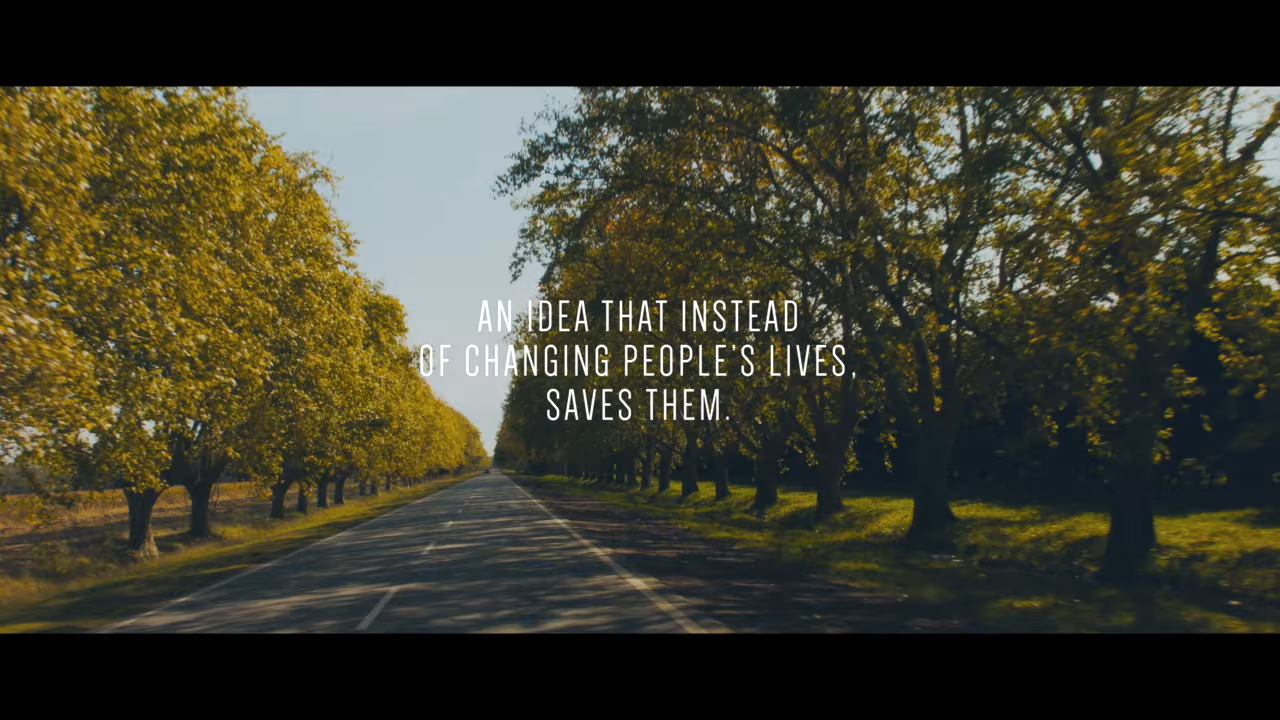 AN IDEA THAT INSTEAD
OF CHANGING PEOPLE'S LIVES,
SAVES THEM.